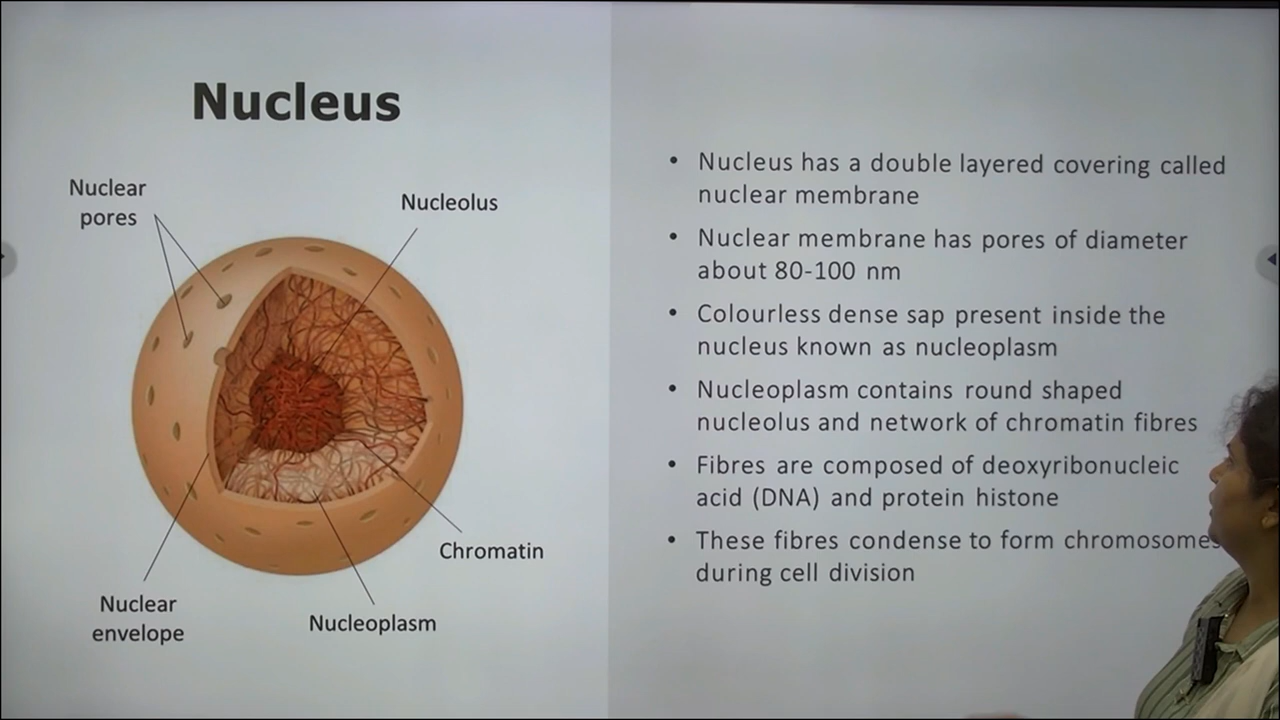 Nucleus
Nuclear
pores
Nucleolus
Chromatin
Nuclear
envelope
Nucleoplasm
• Nucleus has a double layered covering called
nuclear membrane
• Nuclear membrane has pores of diameter
about 80-100 nm
• Colourless dense sap present inside the
nucleus known as nucleoplasm
• Nucleoplasm contains round shaped
nucleolus and network of chromatin fibres
• Fibres are composed of deoxyribonucleic
acid (DNA) and protein histone
• These fibres condense to form chromosomes
during cell division